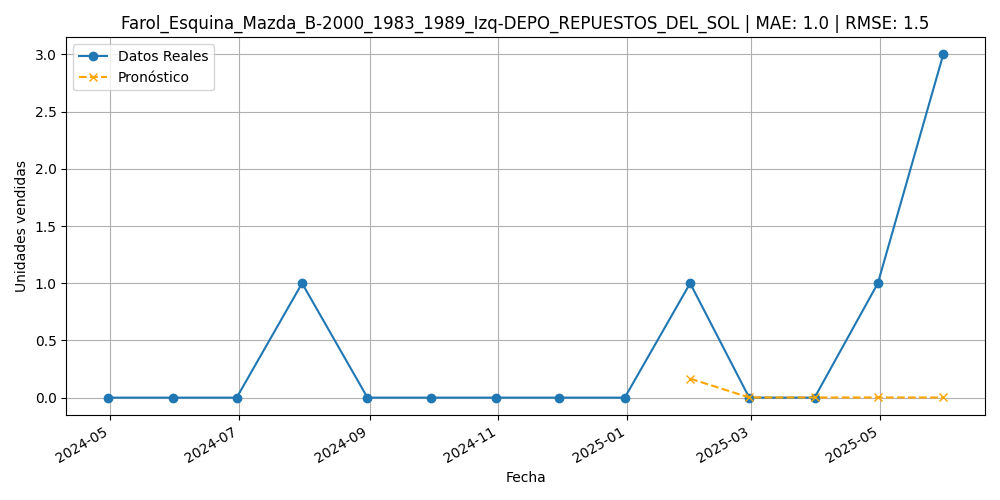 Farol_Esquina_Mazda_B-2000_1983_1989_Izq-DEPO_REPUESTOS_DEL_SOL | MAE: 1.0 | RMSE: 1.5
Datos Reales
Pronóstico
Unidades vendidas
3.0
2.5
2.0
1.5
1.0
0.5
0.0
2024-05
2024-07
2024-09
2024-11
2025-01
2025-03
2025-05
Fecha